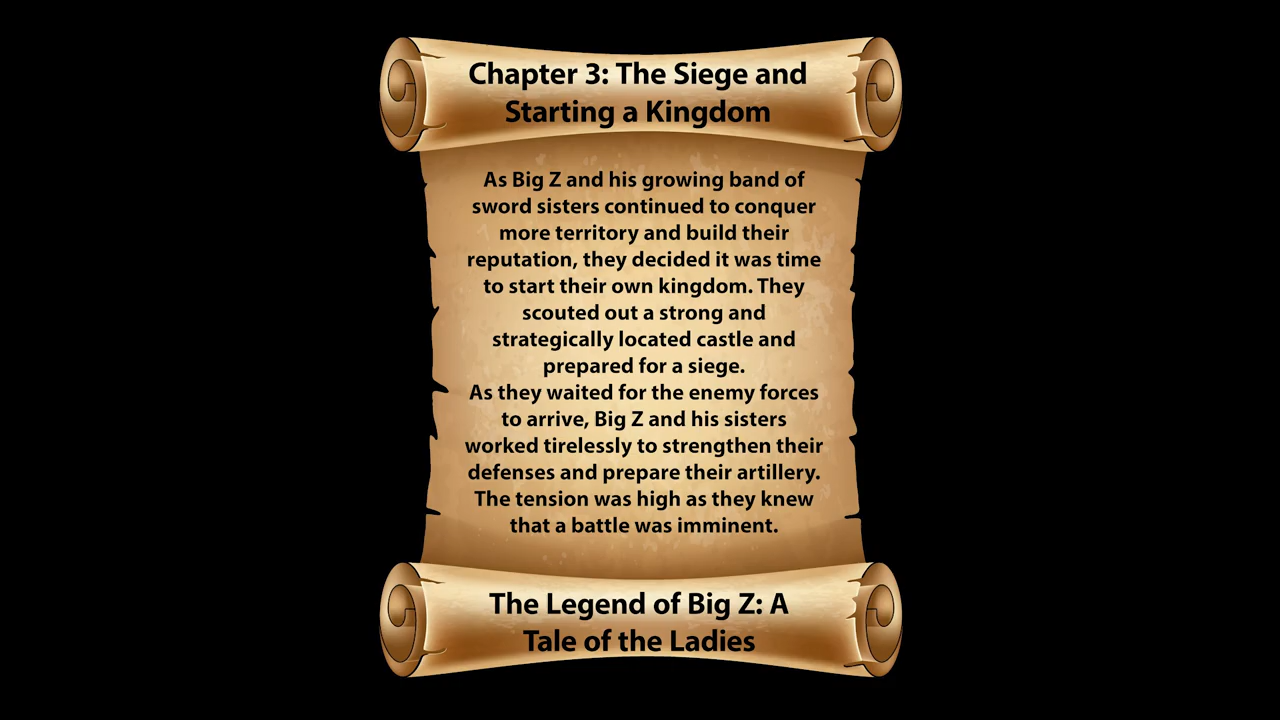 Chapter 3: The Siege and
Starting a Kingdom
As Big Z and his growing band of
sword sisters continued to conquer
more territory and build their
reputation, they decided it was time
to start their own kingdom. They
scouted out a strong and
strategically located castle and
prepared for a siege.
As they waited for the enemy forces
to arrive, Big Z and his sisters
worked tirelessly to strengthen their
defenses and prepare their artillery.
The tension was high as they knew
that a battle was imminent.
The Legend of Big Z: A
Tale of the Ladies